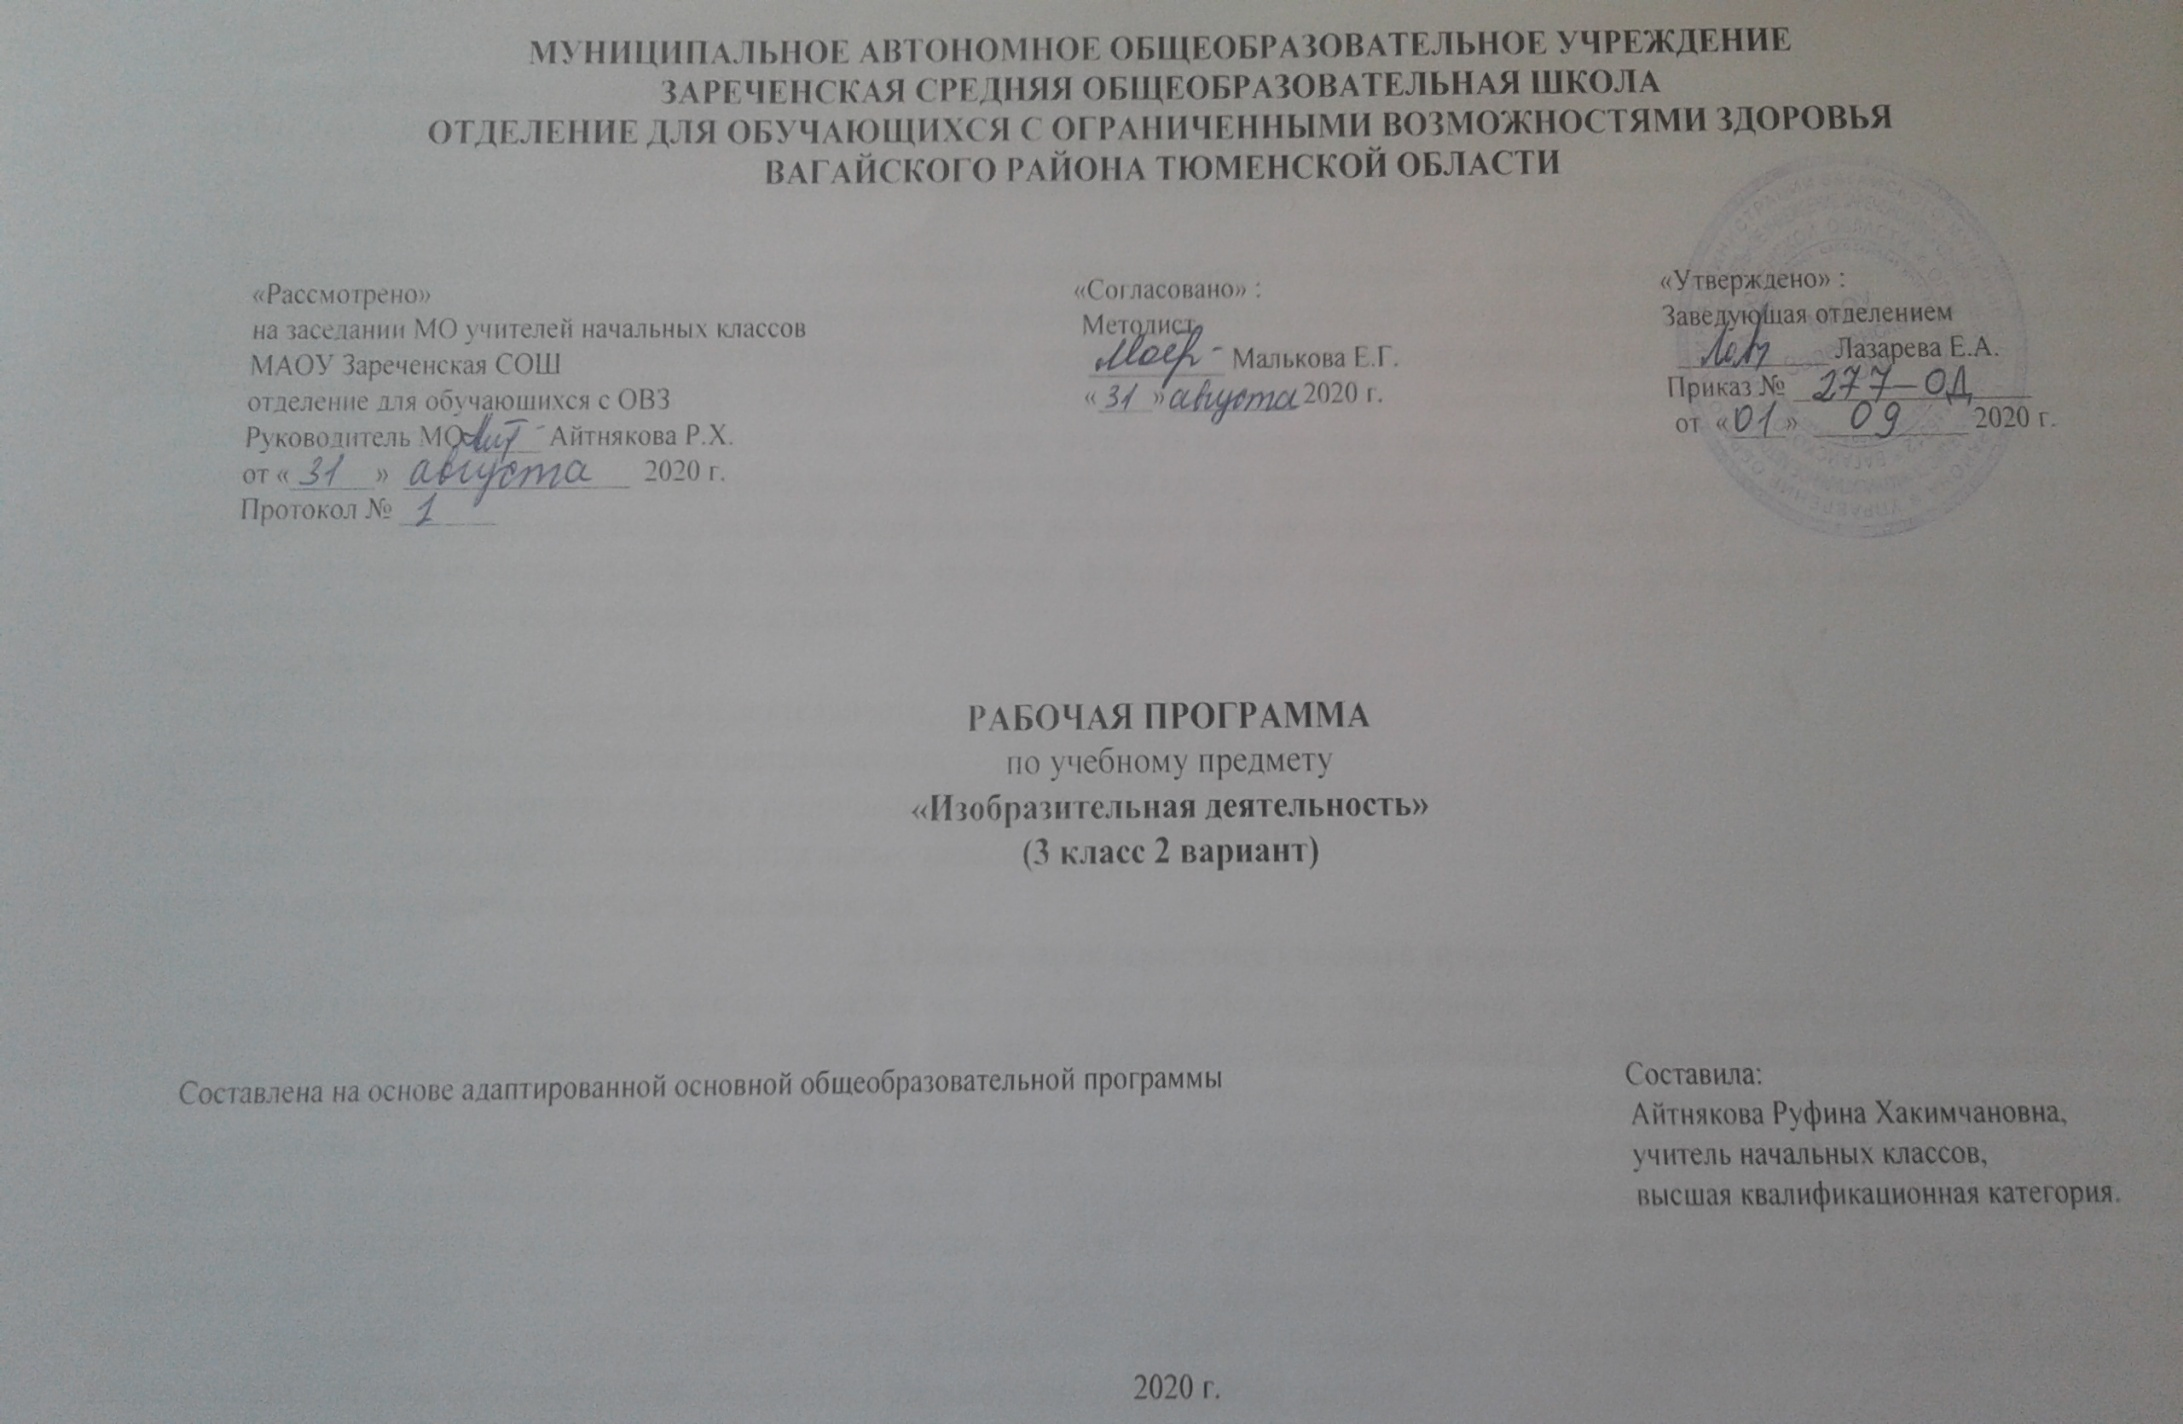 МУНИЦИПАЛЬНОЕ АВТОНОМНОЕ ОБЩЕОБРАЗОВАТЕЛЬНОЕ УЧРЕЖДЕНИЕ
ЗАРЕЧЕНСКАЯ СРЕДНЯЯ ОБЩЕОБРАЗОВАТЕЛЬНАЯ ШКОЛА
ОТДЕЛЕНИЕ ДЛЯ ОБУЧАЮЩИХСЯ С ОГРАНИЧЕННЫМИ ВОЗМОЖНОСТЯМИ ЗДОРОВЬЯ
ВАГАЙСКОГО РАЙОНА ТЮМЕНСКОЙ ОБЛАСТИ
«Рассмотрено»
на заседании МО учителей начальных классов
МАОУ Зареченская СОШ
отделение для обучающихся с ОВЗ
Руководитель МО Айтнякова Р.Х.
от « 31 » августа 2020 г.
Протокол № 1
«Согласовано» :
Методист
Малькова Е.Г.
« 31 » августа 2020 г.
«Утверждено» :
Заведующая отделением
Лазарева Е.А.
Приказ № 277-ОД
от «01» 09 2020 г.
РАБОЧАЯ ПРОГРАММА
по учебному предмету
«Изобразительная деятельность»
(3 класс 2 вариант)
Составлена на основе адаптированной основной общеобразовательной программы
Составила:
Айтнякова Руфина Хакимчановна,
учитель начальных классов,
высшая квалификационная категория.
2020 г.